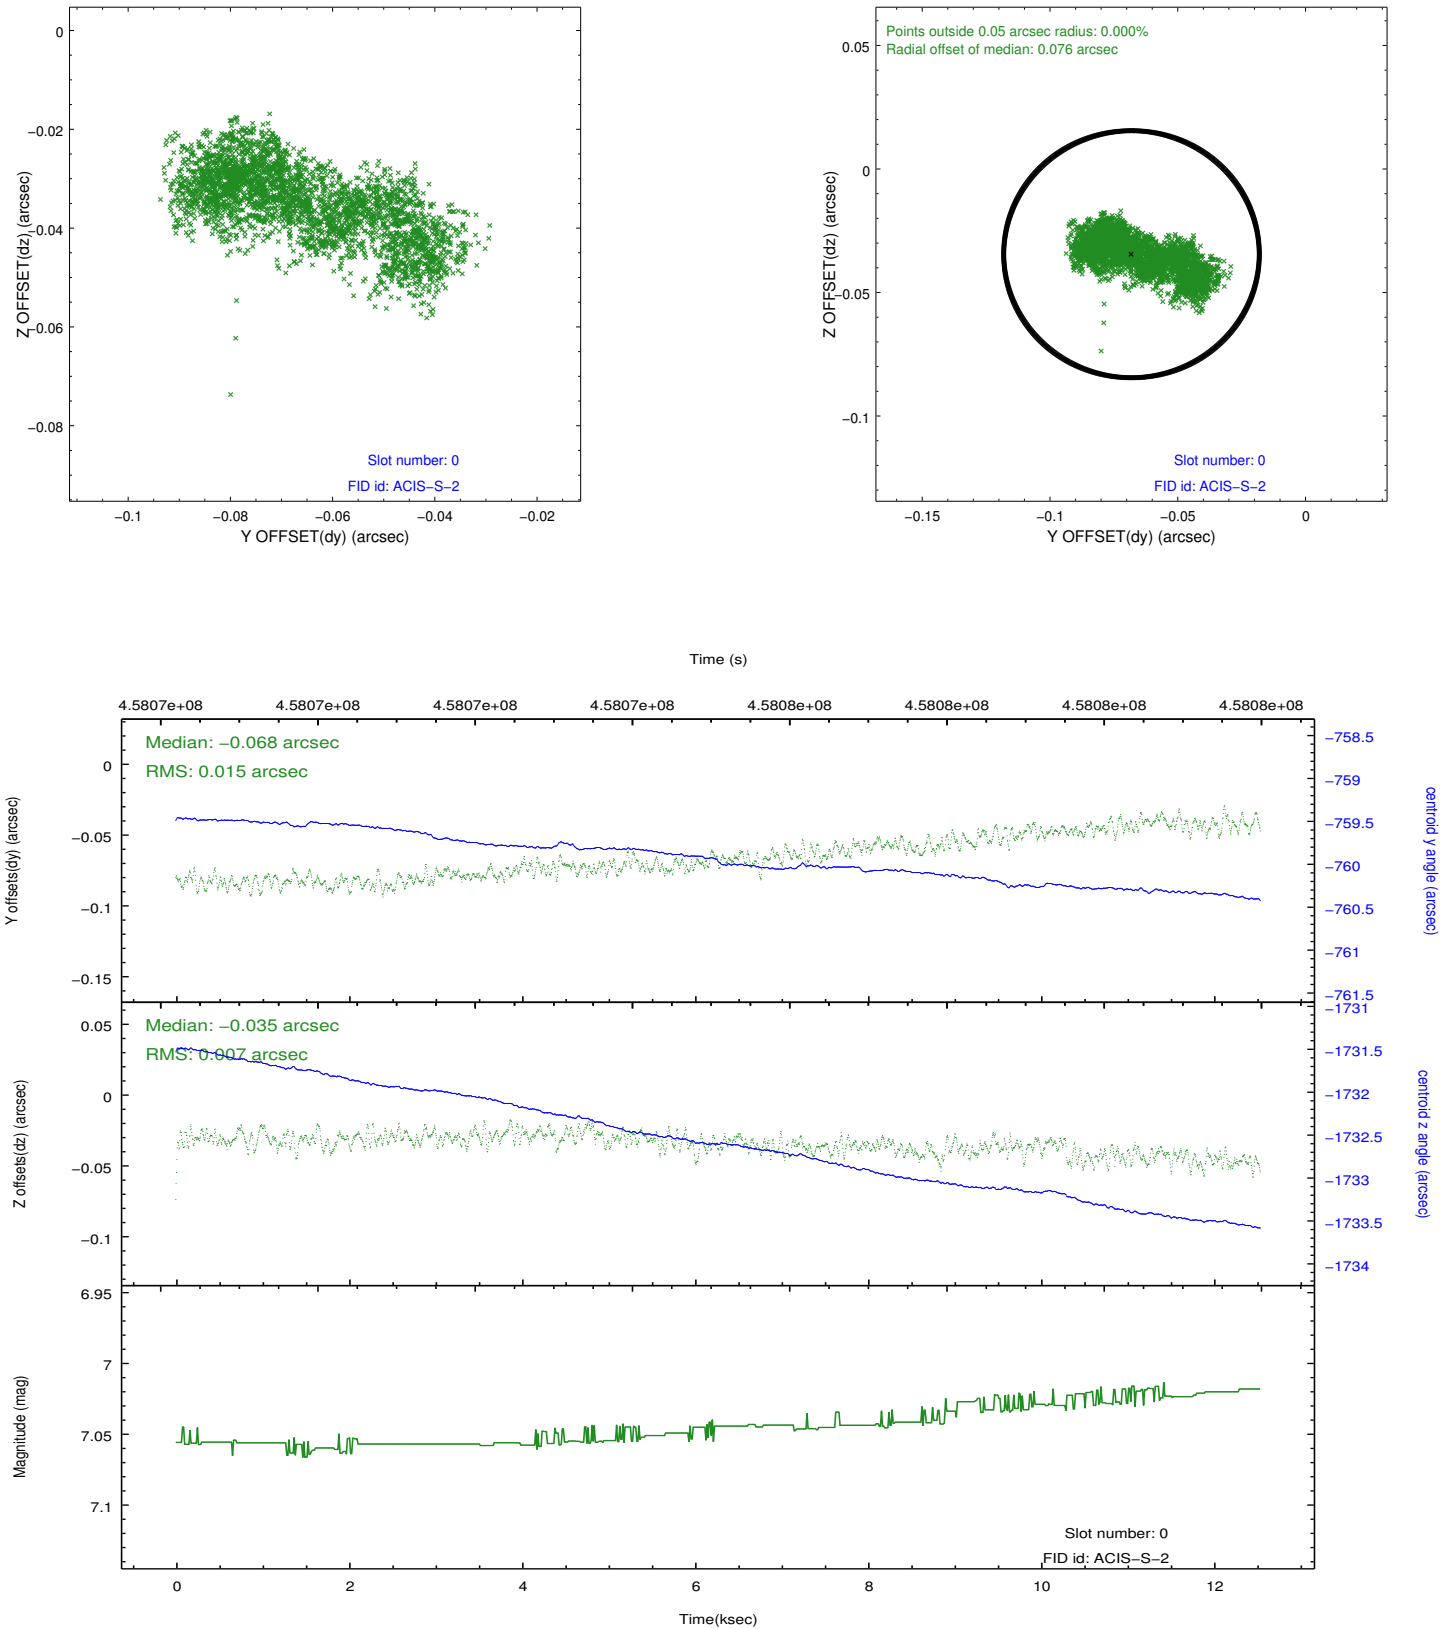 0
−0.02
−0.04
−0.06
−0.08
Z OFFSET(dz) (arcsec)
Slot number: 0
FID id: ACIS−S−2
−0.1
−0.08
−0.06
−0.04
−0.02
Y OFFSET(dy) (arcsec)
Points outside 0.05 arcsec radius: 0.000%
Radial offset of median: 0.076 arcsec
0.05
0
−0.05
−0.1
Z OFFSET(dz) (arcsec)
Slot number: 0
FID id: ACIS−S−2
−0.15
−0.1
−0.05
0
Y OFFSET(dy) (arcsec)
Time (s)
4.5807e+08 4.5807e+08 4.5807e+08 4.5807e+08 4.5808e+08 4.5808e+08 4.5808e+08 4.5808e+08
Median: −0.068 arcsec
RMS: 0.015 arcsec
0
−0.05
−0.1
−0.15
Y offsets(dy) (arcsec)
−758.5
−759
−759.5
−760
−760.5
−761
−761.5
centroid y angle (arcsec)
Median: −0.035 arcsec
RMS: 0.007 arcsec
0.05
0
−0.05
−0.1
Z offsets(dz) (arcsec)
−1731
−1731.5
−1732
−1732.5
−1733
−1733.5
−1734
centroid z angle (arcsec)
6.95
7
7.05
7.1
Magnitude (mag)
Slot number: 0
FID id: ACIS−S−2
0 2 4 6 8 10 12
Time(ksec)